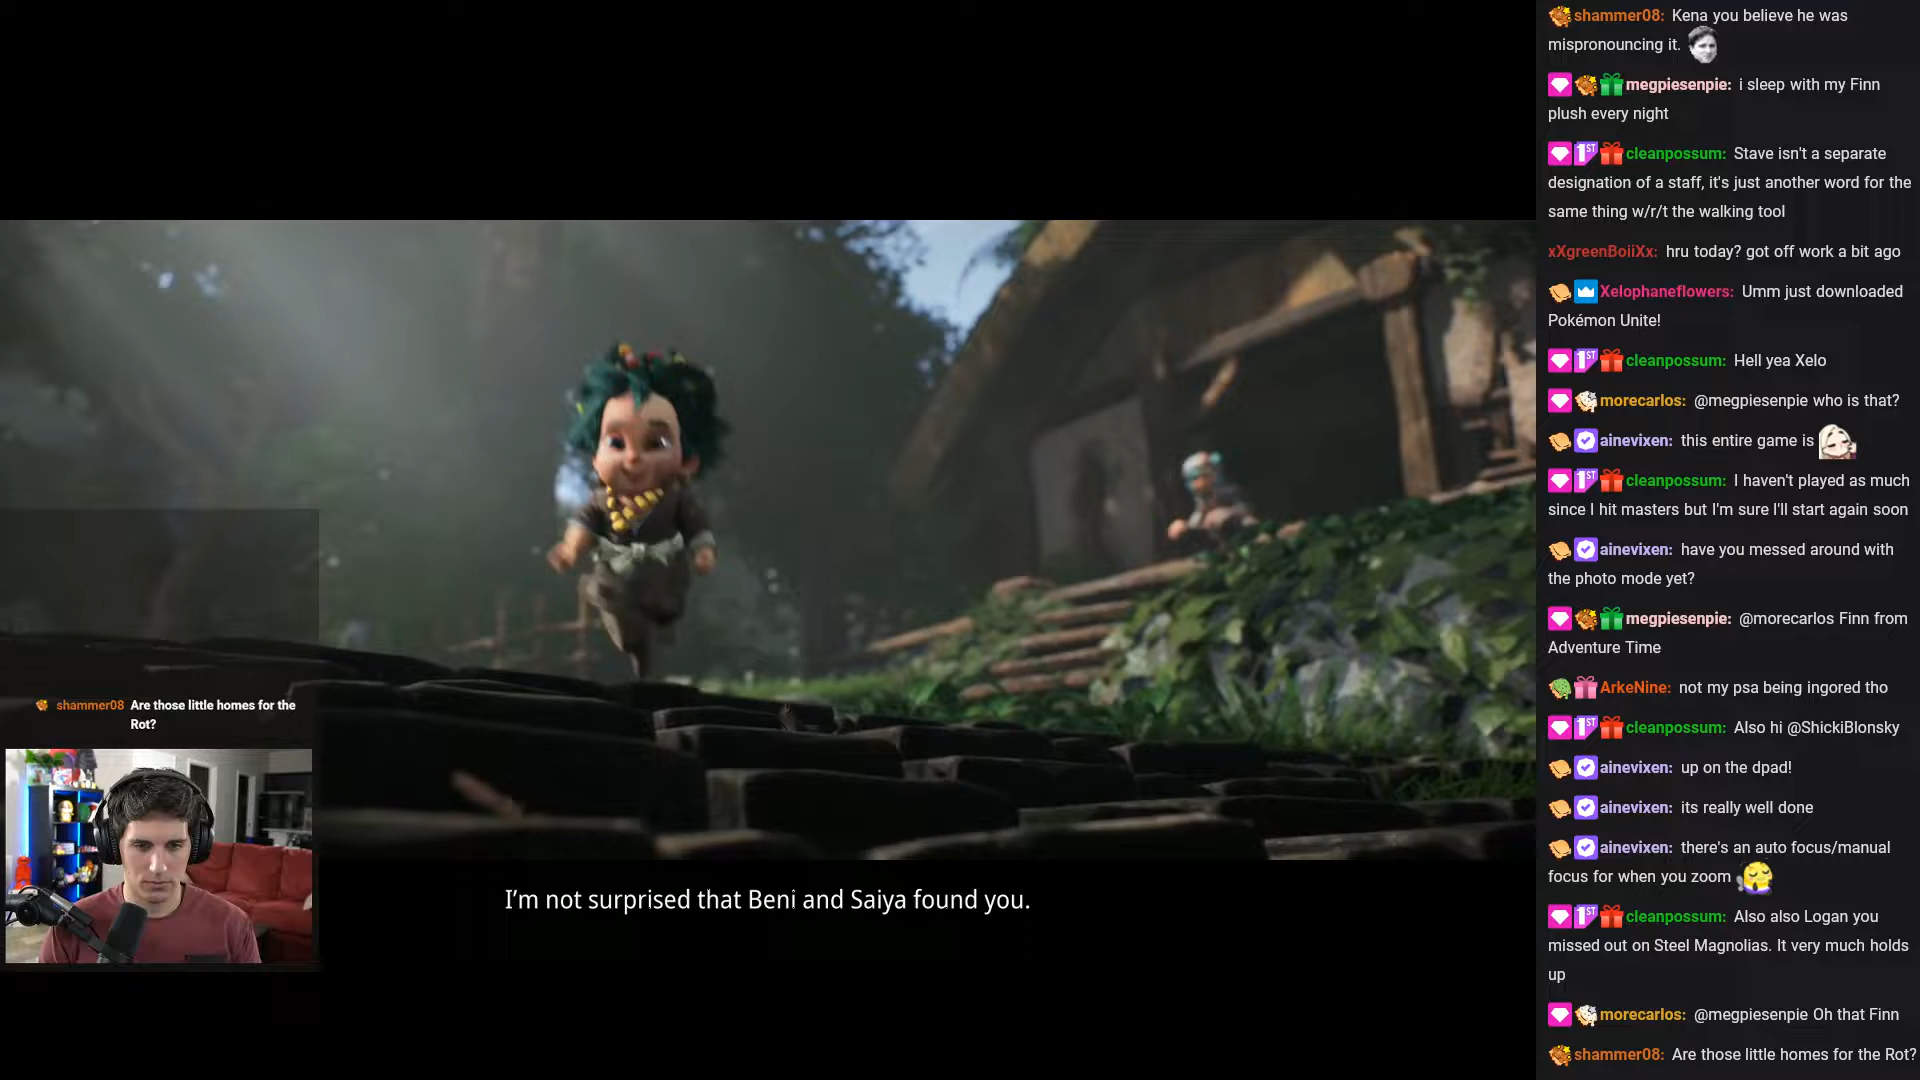 shammer08 Are those little homes for the
Rot?
I'm not surprised that Beni and Saiya found you.
shammer08: Kena you believe he was
mispronouncing it.
megpiesenpie: i sleep with my Finn
plush every night
1ST cleanpossum: Stave isn't a separate
designation of a staff, it's just another word for the
same thing w/r/t the walking tool
xXgreenBoiiXx: hru today? got off work a bit ago
Xelophaneflowers: Umm just downloaded
Pokémon Unite!
1ST cleanpossum: Hell yea Xelo
morecarlos: @megpiesenpie who is that?
ainevixen: this entire game is
1ST cleanpossum: I haven't played as much
since I hit masters but I'm sure I'll start again soon
ainevixen: have you messed around with
the photo mode yet?
megpiesenpie: @morecarlos Finn from
Adventure Time
ArkeNine: not my psa being ingored tho
1ST cleanpossum: Also hi @ShickiBlonsky
ainevixen: up on the dpad!
ainevixen: its really well done
ainevixen: there's an auto focus/manual
focus for when you zoom
1ST cleanpossum: Also also Logan you
missed out on Steel Magnolias. It very much holds
up
morecarlos: @megpiesenpie Oh that Finn
shammer08: Are those little homes for the Rot?